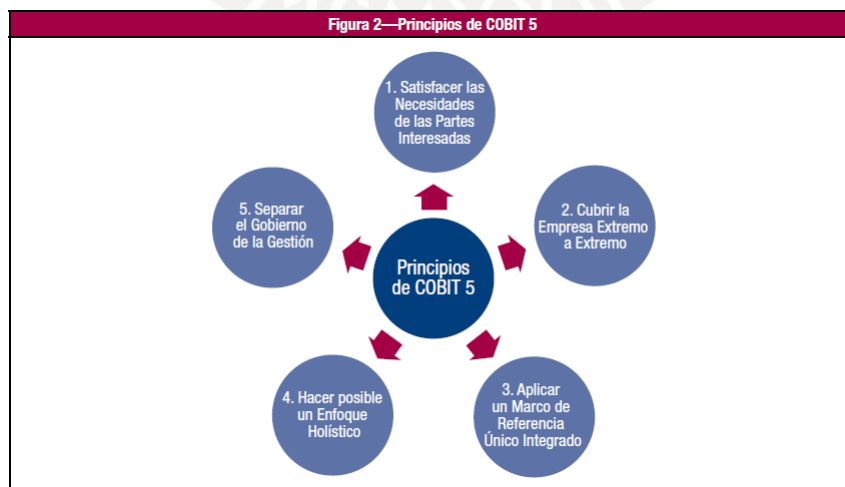 Figura 2—Principios de COBIT 5
1. Satisfacer las
Necesidades
de las Partes
Interesadas
2. Cubrir la
Empresa Extremo
a Extremo
3. Aplicar
un Marco de
Referencia
Único Integrado
4. Hacer posible
un Enfoque
Holístico
5. Separar
el Gobierno
de la Gestión
Principios
de COBIT 5